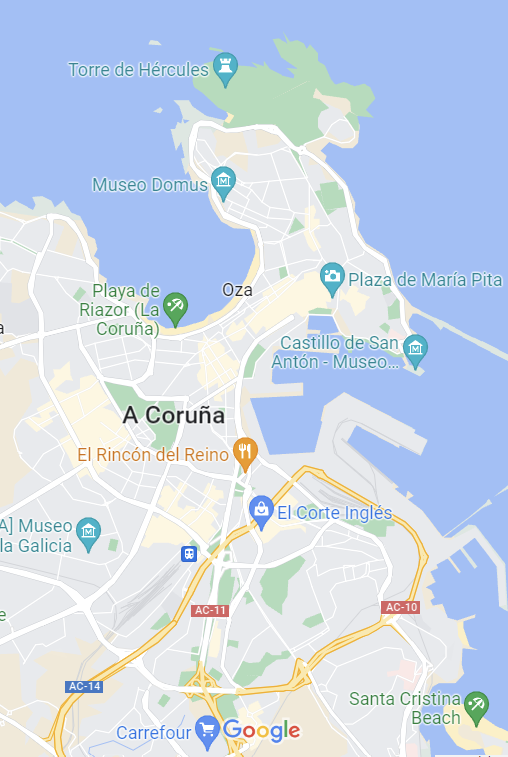 Torre de Hércules
Museo Domus
Oza
Plaza de María Pita
Playa de
Riazor (La
Coruña)
a
Castillo de San
Antón - Museo...
A Coruña
El Rincón del Reino
El Corte Inglés
A] Museo
la Galicia
AC-11
AC-10
e
AC-14
Santa Cristina
Beach
Carrefour
Google